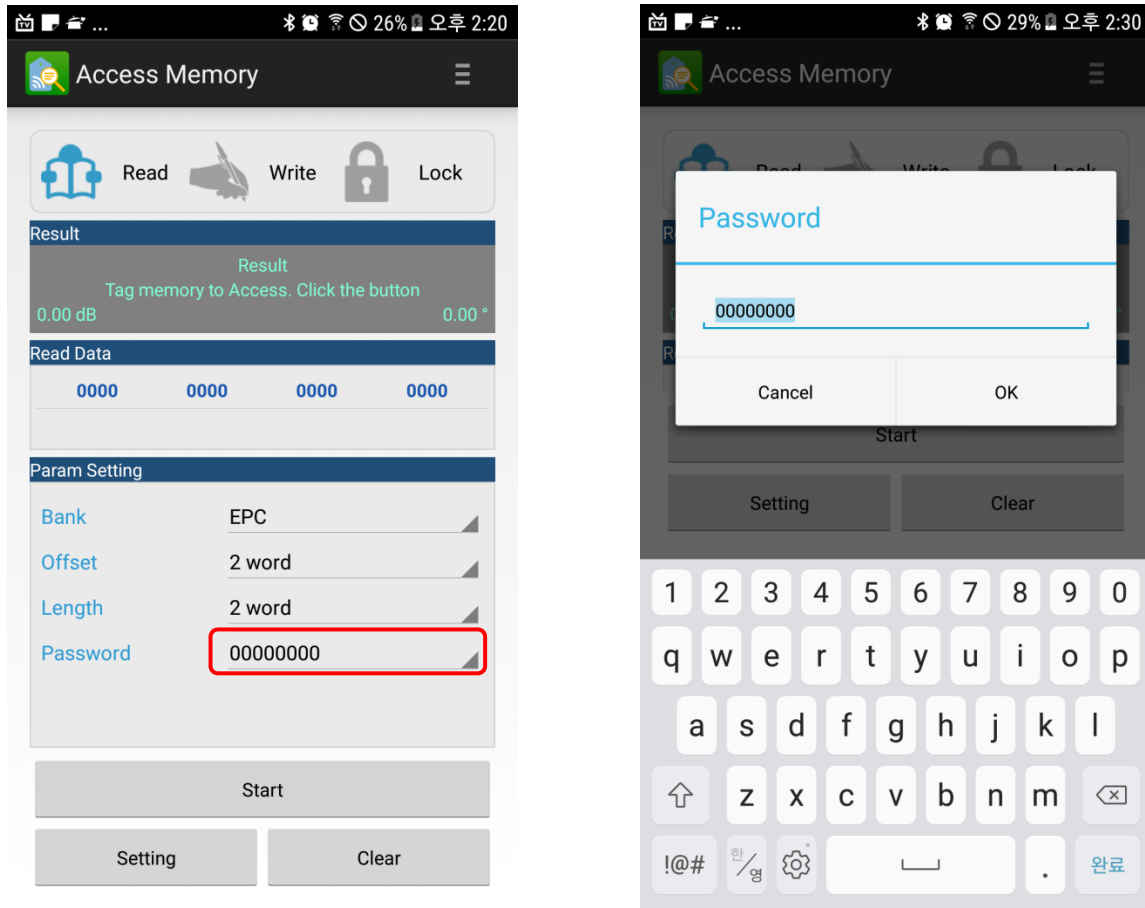 ... 26% 오후 2:20
Access Memory
Read Write Lock
Result
Result
Tag memory to Access. Click the button
0.00 dB 0.00 °
Read Data
0000 0000 0000 0000
Param Setting
Bank EPC
Offset 2 word
Length 2 word
Password 00000000
Start
Setting Clear
... 29% 오후 2:30
Access Memory
Read Write Lock
Password
00000000
Cancel OK
Start
Setting Clear
1 2 3 4 5 6 7 8 9 0
q w e r t y u i o p
a s d f g h j k l
z x c v b n m
!@# 한/영 . 완료